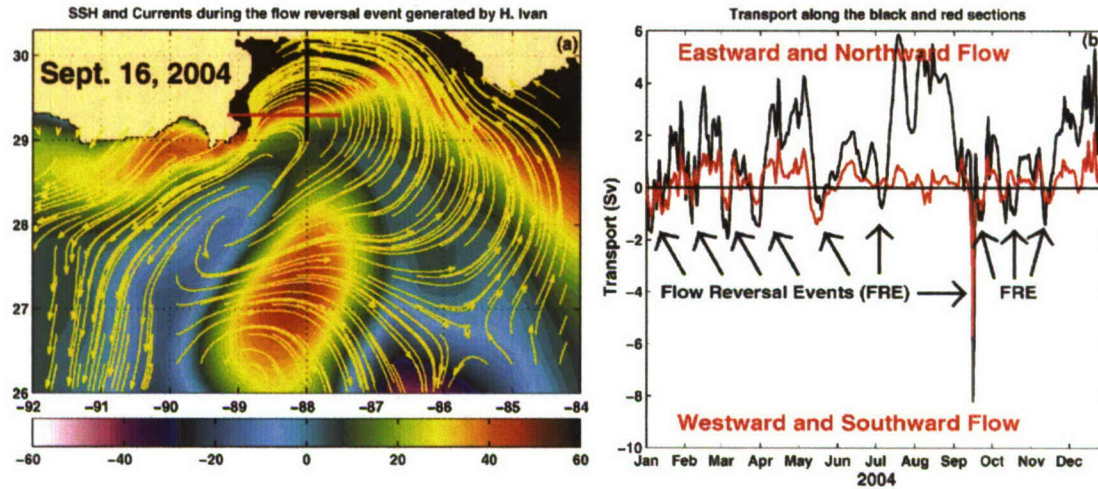 SSH and Currents during the flow reversal event generated by H. Ivan
(a)
Sept. 16, 2004
30
29
28
27
26
−92 −91 −90 −89 −88 −87 −86 −85 −84
−60 −40 −20 0 20 40 60
Transport along the black and red sections
(b)
Eastward and Northward Flow
Transport (Sv)
6
4
2
0
−2
−4
−6
−8
−10
Flow Reversal Events (FRE)
FRE
Westward and Southward Flow
Jan Feb Mar Apr May Jun Jul Aug Sep Oct Nov Dec
2004